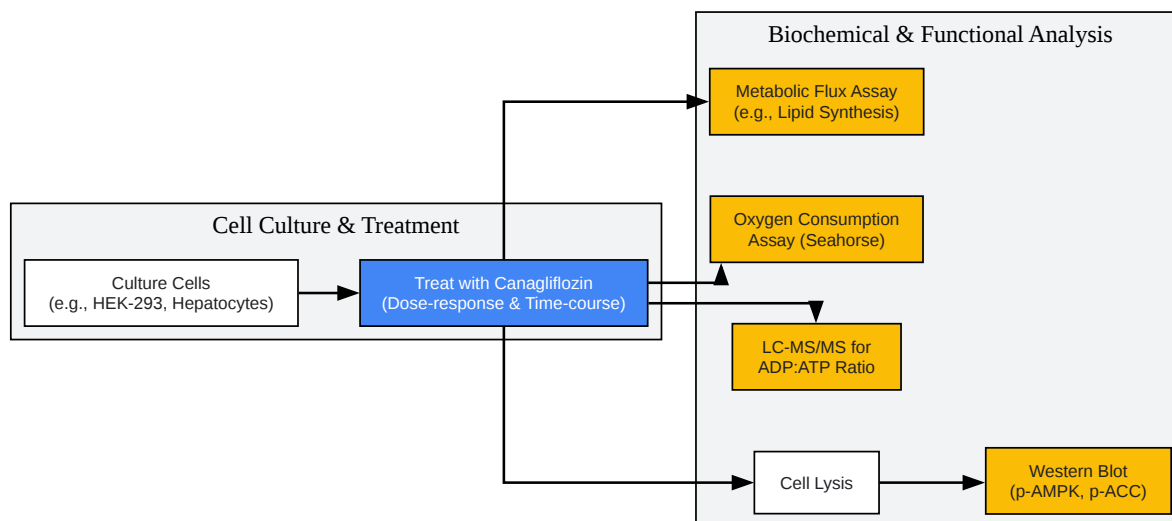 Biochemical & Functional Analysis
Metabolic Flux Assay
(e.g., Lipid Synthesis)
Cell Culture & Treatment
Oxygen Consumption
Assay (Seahorse)
Culture Cells
(e.g., HEK-293, Hepatocytes)
Treat with Canagliflozin
(Dose-response & Time-course)
LC-MS/MS for
ADP:ATP Ratio
Cell Lysis
Western Blot
(p-AMPK, p-ACC)